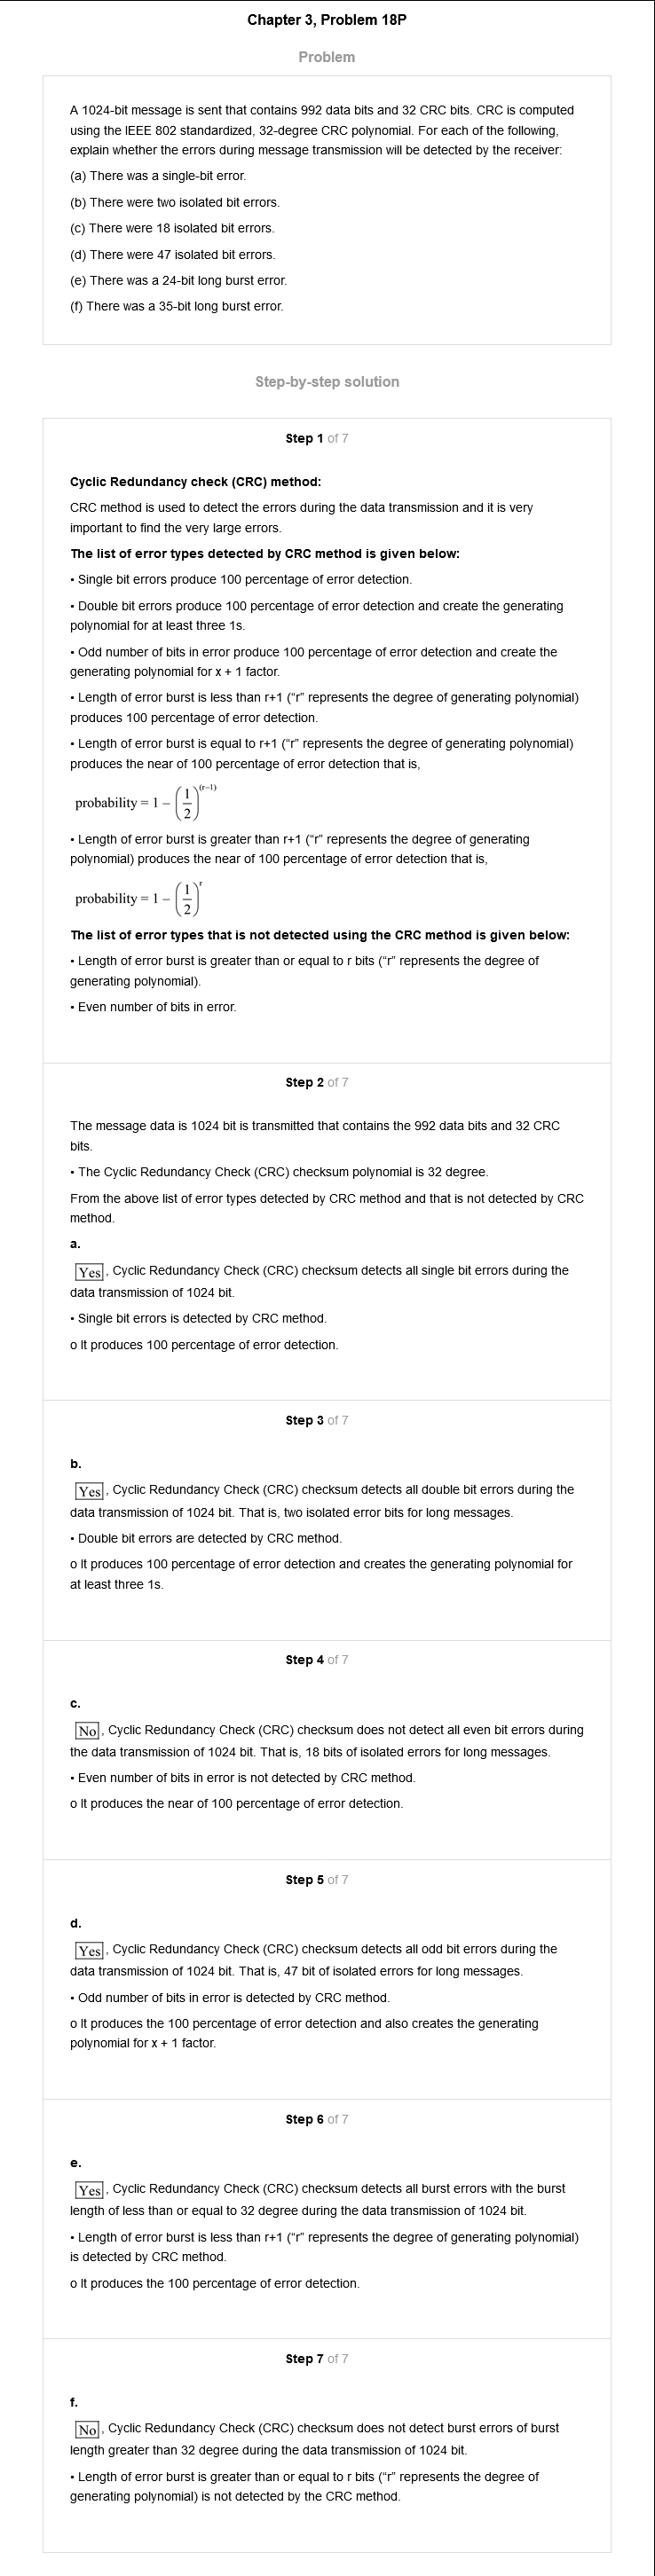 Chapter 3, Problem 18P
Problem
A 1024-bit message is sent that contains 992 data bits and 32 CRC bits. CRC is computed
using the IEEE 802 standardized, 32-degree CRC polynomial. For each of the following,
explain whether the errors during message transmission will be detected by the receiver:
(a) There was a single-bit error.
(b) There were two isolated bit errors.
(c) There were 18 isolated bit errors.
(d) There were 47 isolated bit errors.
(e) There was a 24-bit long burst error.
(f) There was a 35-bit long burst error.
Step-by-step solution
Step 1 of 7
Cyclic Redundancy check (CRC) method:
CRC method is used to detect the errors during the data transmission and it is very
important to find the very large errors.
The list of error types detected by CRC method is given below:
• Single bit errors produce 100 percentage of error detection.
• Double bit errors produce 100 percentage of error detection and create the generating
polynomial for at least three 1s.
• Odd number of bits in error produce 100 percentage of error detection and create the
generating polynomial for x + 1 factor.
• Length of error burst is less than r+1 (“r” represents the degree of generating polynomial)
produces 100 percentage of error detection.
• Length of error burst is equal to r+1 (“r” represents the degree of generating polynomial)
produces the near of 100 percentage of error detection that is,
probability = 1 − (1/2)^(r−1)
• Length of error burst is greater than r+1 (“r” represents the degree of generating
polynomial) produces the near of 100 percentage of error detection that is,
probability = 1 − (1/2)^r
The list of error types that is not detected using the CRC method is given below:
• Length of error burst is greater than or equal to r bits (“r” represents the degree of
generating polynomial).
• Even number of bits in error.
Step 2 of 7
The message data is 1024 bit is transmitted that contains the 992 data bits and 32 CRC
bits.
• The Cyclic Redundancy Check (CRC) checksum polynomial is 32 degree.
From the above list of error types detected by CRC method and that is not detected by CRC
method.
a.
Yes, Cyclic Redundancy Check (CRC) checksum detects all single bit errors during the
data transmission of 1024 bit.
• Single bit errors is detected by CRC method.
o It produces 100 percentage of error detection.
Step 3 of 7
b.
Yes, Cyclic Redundancy Check (CRC) checksum detects all double bit errors during the
data transmission of 1024 bit. That is, two isolated error bits for long messages.
• Double bit errors are detected by CRC method.
o It produces 100 percentage of error detection and creates the generating polynomial for
at least three 1s.
Step 4 of 7
c.
No, Cyclic Redundancy Check (CRC) checksum does not detect all even bit errors during
the data transmission of 1024 bit. That is, 18 bits of isolated errors for long messages.
• Even number of bits in error is not detected by CRC method.
o It produces the near of 100 percentage of error detection.
Step 5 of 7
d.
Yes, Cyclic Redundancy Check (CRC) checksum detects all odd bit errors during the
data transmission of 1024 bit. That is, 47 bit of isolated errors for long messages.
• Odd number of bits in error is detected by CRC method.
o It produces the 100 percentage of error detection and also creates the generating
polynomial for x + 1 factor.
Step 6 of 7
e.
Yes, Cyclic Redundancy Check (CRC) checksum detects all burst errors with the burst
length of less than or equal to 32 degree during the data transmission of 1024 bit.
• Length of error burst is less than r+1 (“r” represents the degree of generating polynomial)
is detected by CRC method.
o It produces the 100 percentage of error detection.
Step 7 of 7
f.
No, Cyclic Redundancy Check (CRC) checksum does not detect burst errors of burst
length greater than 32 degree during the data transmission of 1024 bit.
• Length of error burst is greater than or equal to r bits (“r” represents the degree of
generating polynomial) is not detected by the CRC method.